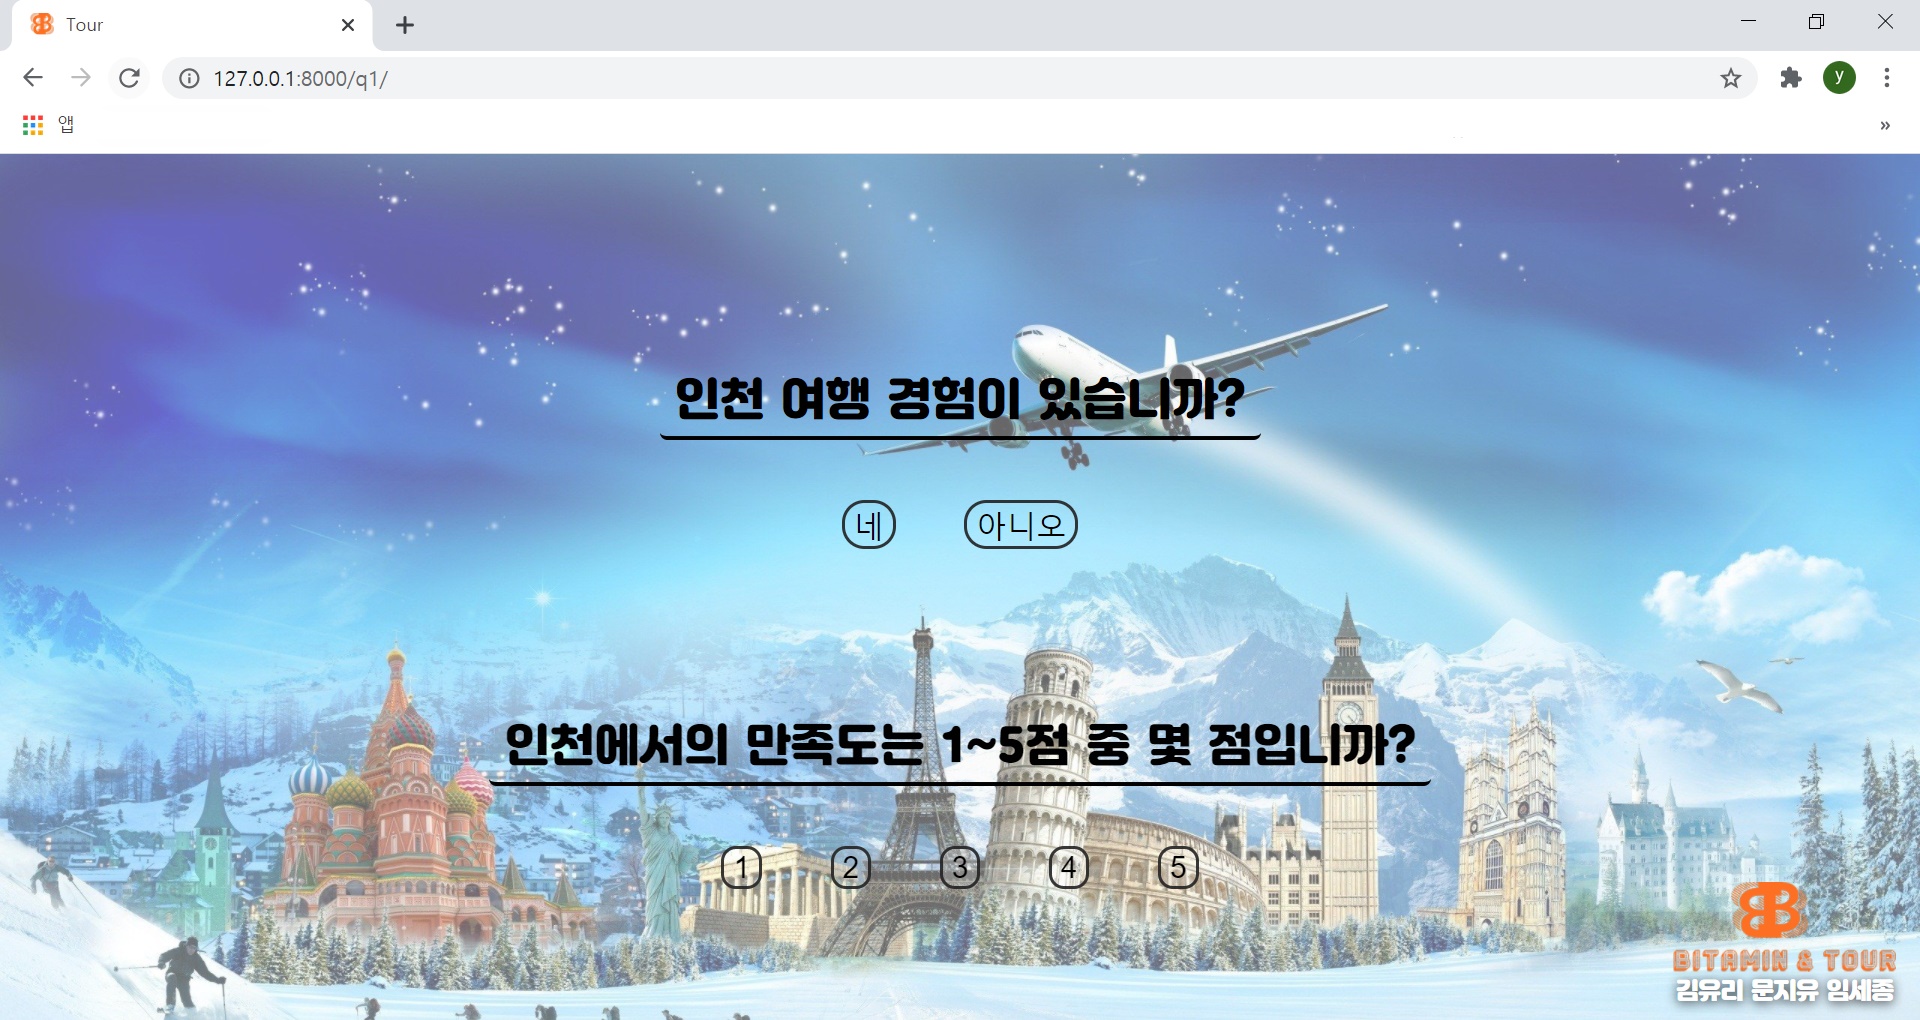 Tour
127.0.0.1:8000/q1/
y
앱
»
인천 여행 경험이 있습니까?
네 아니오
인천에서의 만족도는 1~5점 중 몇 점입니까?
1 2 3 4 5
BITAMIN & TOUR
김유리 문지유 임세종